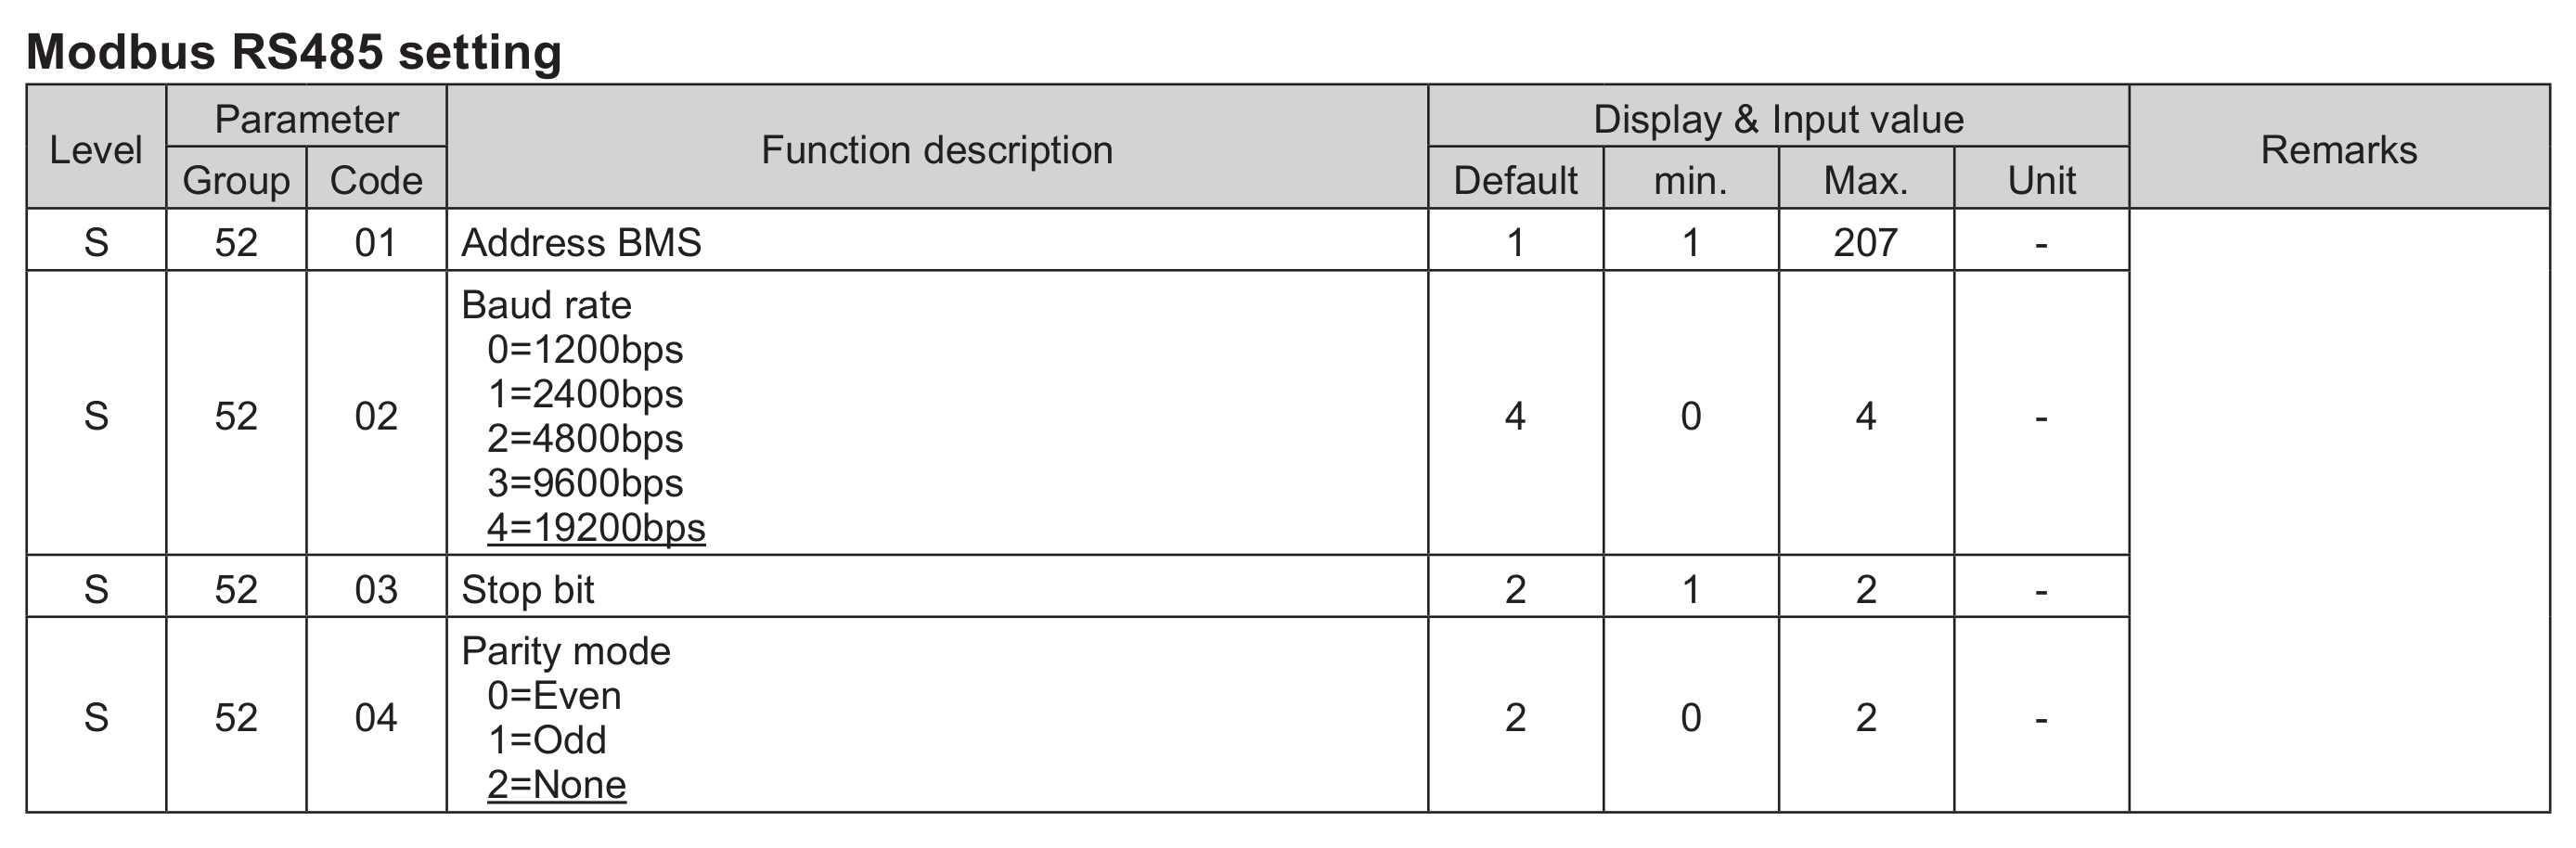 Modbus RS485 setting
Level
Parameter
Function description
Display & Input value
Remarks
Group
Code
Default
min.
Max.
Unit
S 52 01 Address BMS 1 1 207 -
S 52 02 Baud rate 4 0 4 -
0=1200bps
1=2400bps
2=4800bps
3=9600bps
4=19200bps
S 52 03 Stop bit 2 1 2 -
S 52 04 Parity mode 2 0 2 -
0=Even
1=Odd
2=None